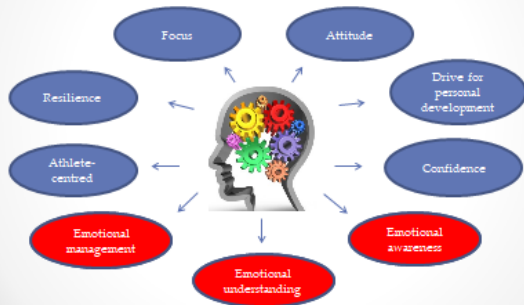 Focus
Attitude
Resilience
Drive for
personal
development
Athlete-
centred
Confidence
Emotional
management
Emotional
awareness
Emotional
understanding